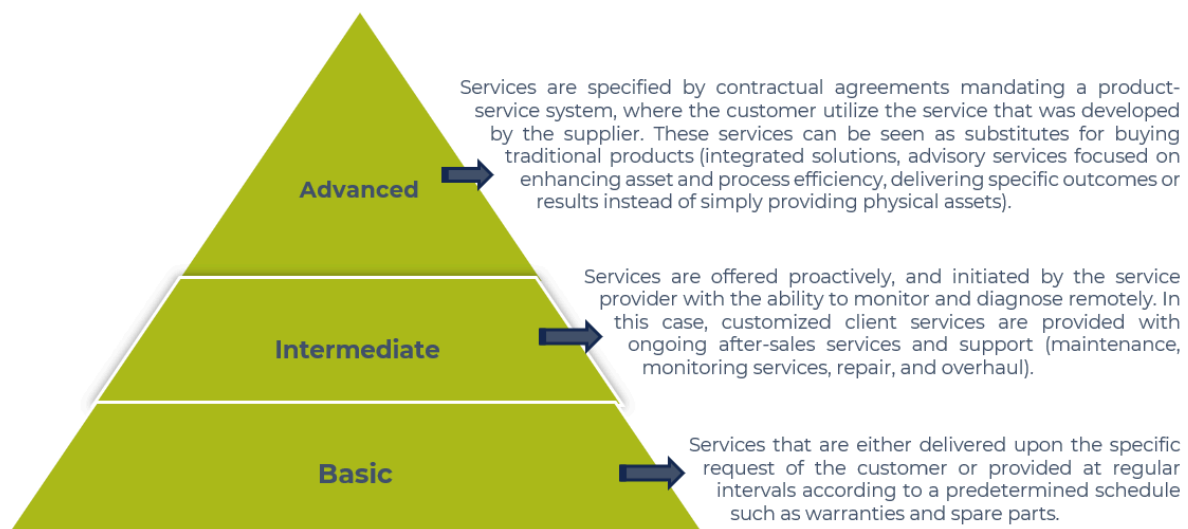 Services are specified by contractual agreements mandating a product-
service system, where the customer utilize the service that was developed
by the supplier. These services can be seen as substitutes for buying
traditional products (integrated solutions, advisory services focused on
enhancing asset and process efficiency, delivering specific outcomes or
results instead of simply providing physical assets).
Advanced
Services are offered proactively, and initiated by the service
provider with the ability to monitor and diagnose remotely. In
this case, customized client services are provided with
ongoing after-sales services and support (maintenance,
monitoring services, repair, and overhaul).
Intermediate
Services that are either delivered upon the specific
request of the customer or provided at regular
intervals according to a predetermined schedule
such as warranties and spare parts.
Basic